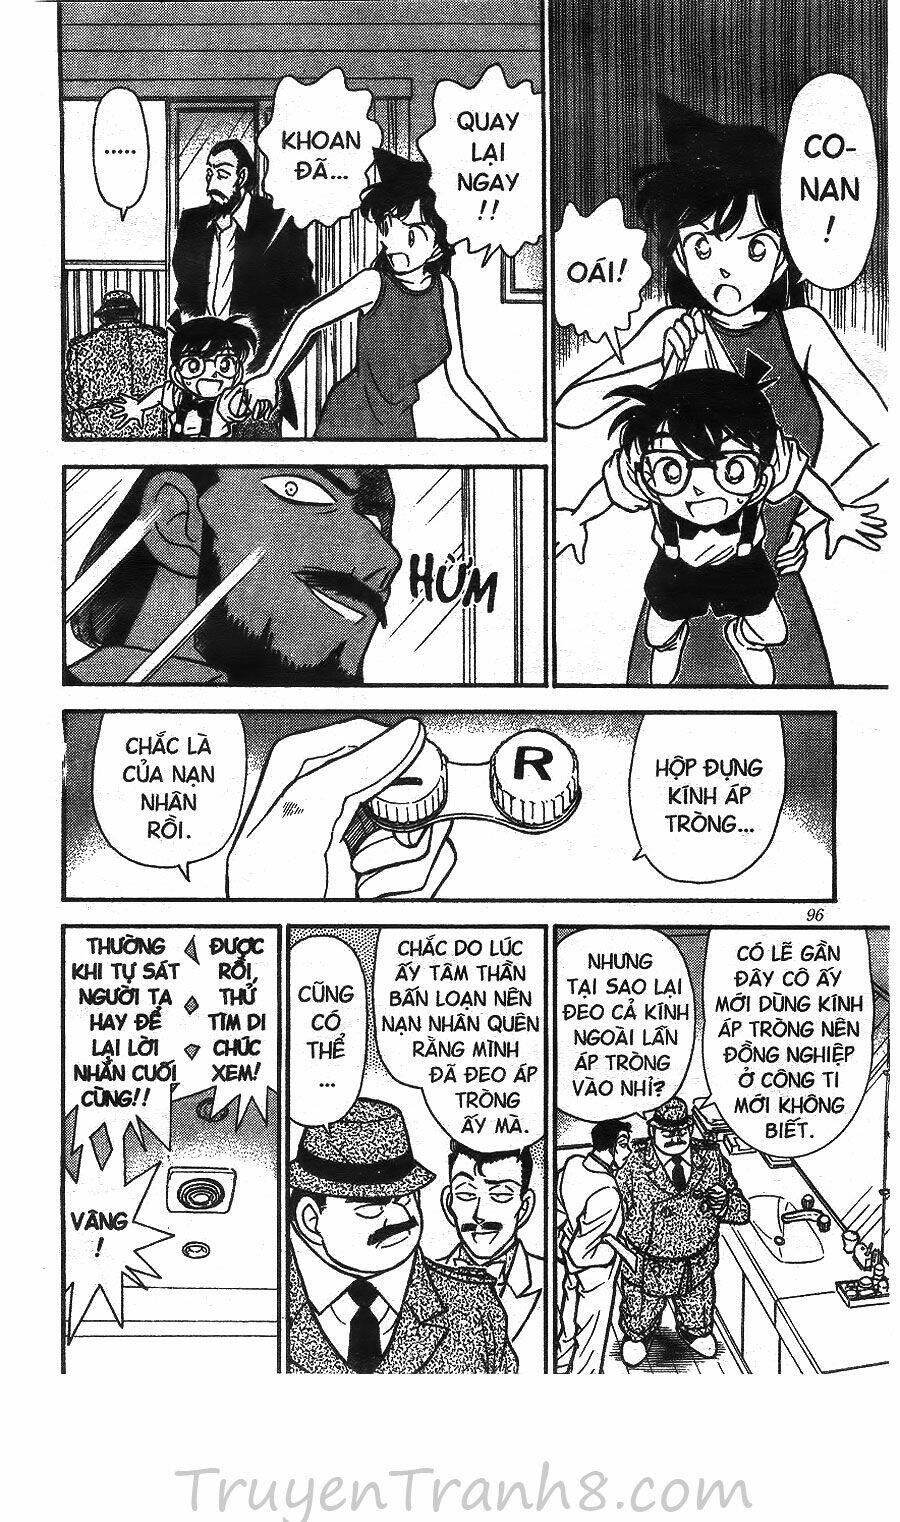 CO-
NAN
!
OÁI!
QUAY
LẠI
NGAY
!!
KHOAN
ĐÃ...
.....
HỪM
HỘP ĐỰNG
KÍNH ÁP
TRÒNG...
R
CHẮC LÀ
CỦA NẠN
NHÂN
RỒI.
96
CÓ LẼ GẦN
ĐÂY CÔ ẤY
MỚI DÙNG KÍNH
ÁP TRÒNG NÊN
ĐỒNG NGHIỆP
Ở CÔNG TI
MỚI KHÔNG
BIẾT.
NHƯNG
TẠI SAO LẠI
ĐEO CẢ KÍNH
NGOÀI LẪN
ÁP TRÒNG
VÀO NHỈ?
CHẮC DO LÚC
ẤY TÂM THẦN
BẤN LOẠN NÊN
NẠN NHÂN QUÊN
RẰNG MÌNH
ĐÃ ĐEO ÁP
TRÒNG
ẤY MÀ.
CŨNG
CÓ
THỂ
...
ĐƯỢC
RỒI,
THỬ
TÌM DI
CHÚC
XEM!
THƯỜNG
KHI TỰ SÁT
NGƯỜI TA
HAY ĐỂ
LẠI LỜI
NHẮN CUỐI
CÙNG!!
VÂNG
!
TruyenTranh8.com